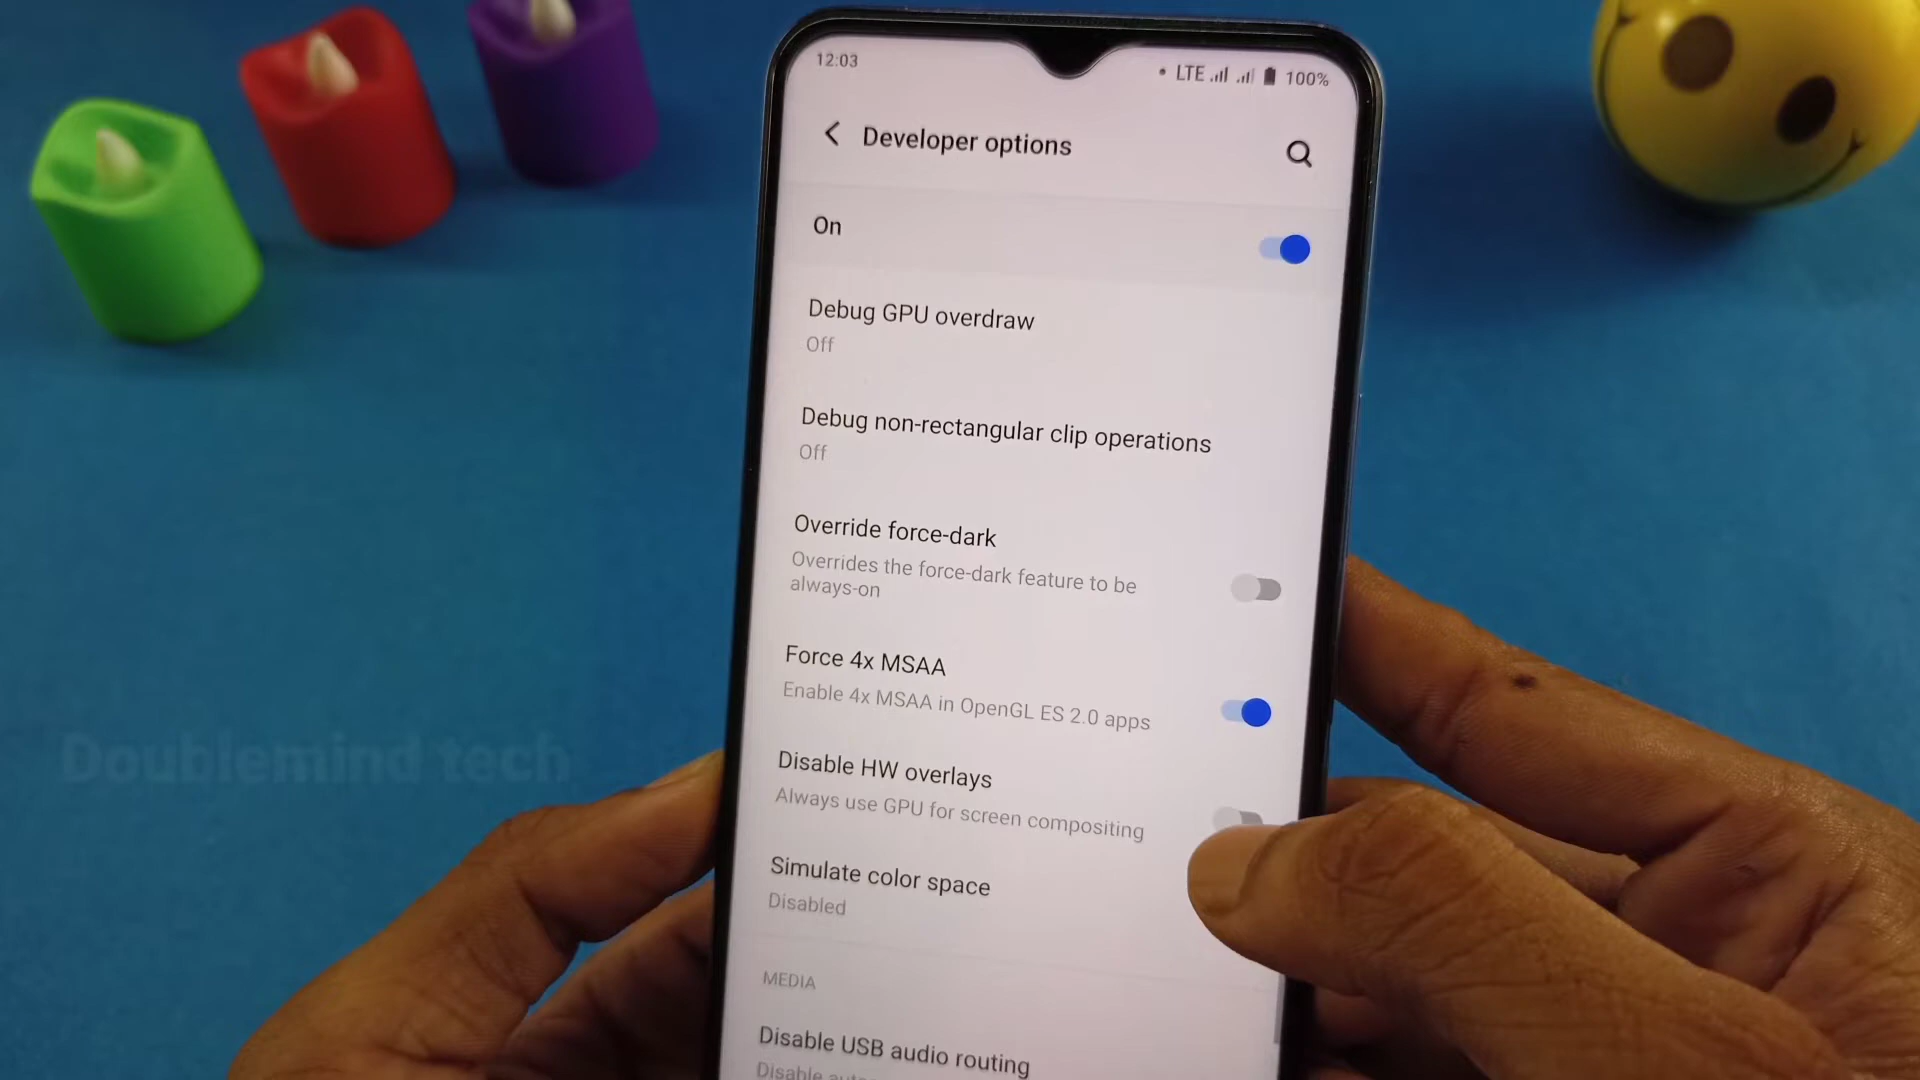 12:03
LTE 100%
Developer options
On
Debug GPU overdraw
Off
Debug non-rectangular clip operations
Off
Override force-dark
Overrides the force-dark feature to be
always-on
Force 4x MSAA
Enable 4x MSAA in OpenGL ES 2.0 apps
Disable HW overlays
Always use GPU for screen compositing
Simulate color space
Disabled
MEDIA
Disable USB audio routing
Disable
Doublemind tech